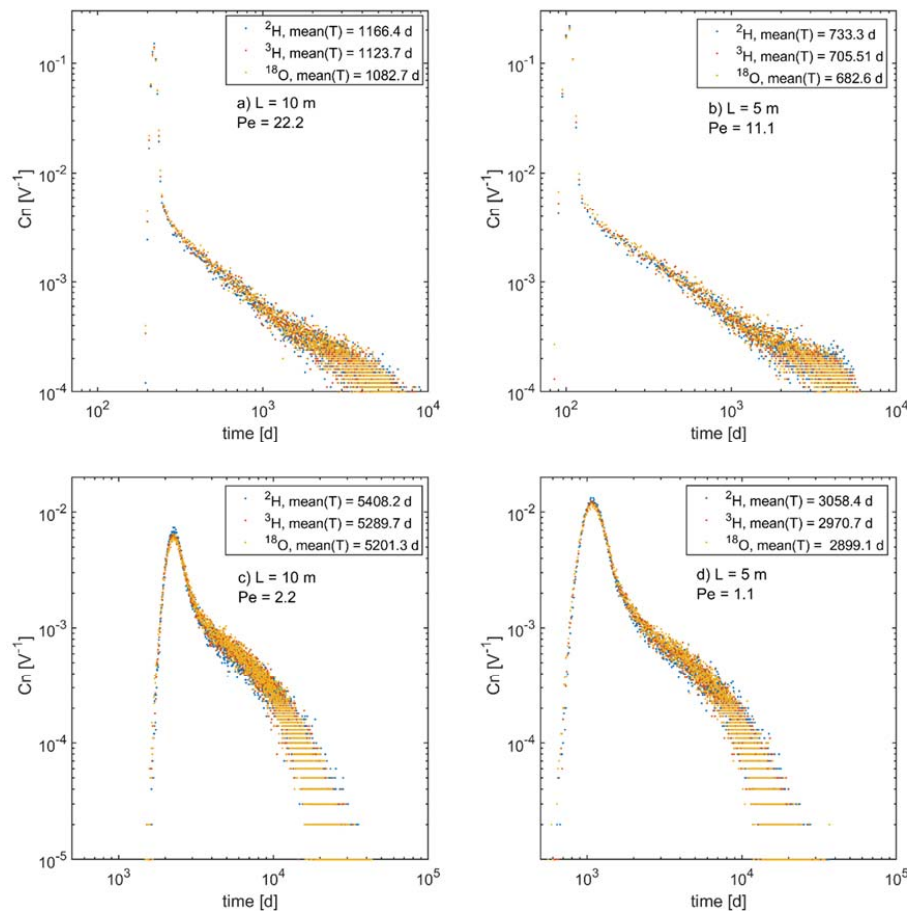 ²H, mean(T) = 1166.4 d
³H, mean(T) = 1123.7 d
¹⁸O, mean(T) = 1082.7 d
a) L = 10 m
Pe = 22.2
Cn [V⁻¹]
10⁻¹
10⁻²
10⁻³
10⁻⁴
10² 10³ 10⁴
time [d]
²H, mean(T) = 733.3 d
³H, mean(T) = 705.51 d
¹⁸O, mean(T) = 682.6 d
b) L = 5 m
Pe = 11.1
Cn [V⁻¹]
10⁻¹
10⁻²
10⁻³
10⁻⁴
10² 10³ 10⁴
time [d]
²H, mean(T) = 5408.2 d
³H, mean(T) = 5289.7 d
¹⁸O, mean(T) = 5201.3 d
c) L = 10 m
Pe = 2.2
Cn [V⁻¹]
10⁻²
10⁻³
10⁻⁴
10⁻⁵
10³ 10⁴ 10⁵
time [d]
²H, mean(T) = 3058.4 d
³H, mean(T) = 2970.7 d
¹⁸O, mean(T) = 2899.1 d
d) L = 5 m
Pe = 1.1
Cn [V⁻¹]
10⁻²
10⁻³
10⁻⁴
10⁻⁵
10³ 10⁴ 10⁵
time [d]